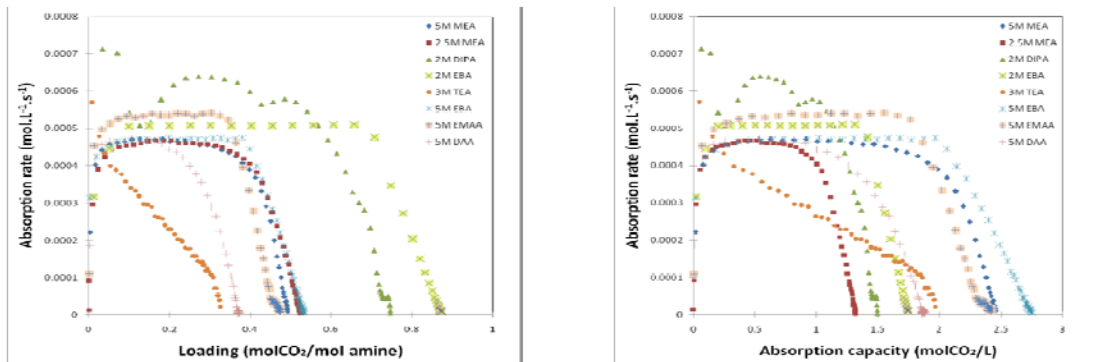 0.0008
0.0007
0.0006
0.0005
0.0004
0.0003
0.0002
0.0001
0
Absorption rate (mol.L⁻¹.s⁻¹)
0
0.2
0.4
0.6
0.8
1
Loading (molCO₂/mol amine)
5M MEA
2.5M MEA
2M DIPA
2M EBA
3M TEA
5M EBA
5M EMAA
5M DAA
0.0008
0.0007
0.0006
0.0005
0.0004
0.0003
0.0002
0.0001
0
Absorption rate (mol.L⁻¹.s⁻¹)
0
0.5
1
1.5
2
2.5
3
Absorption capacity (molCO₂/L)
5M MEA
2.5M MEA
2M DIPA
2M EBA
3M TEA
5M EBA
5M EMAA
5M DAA